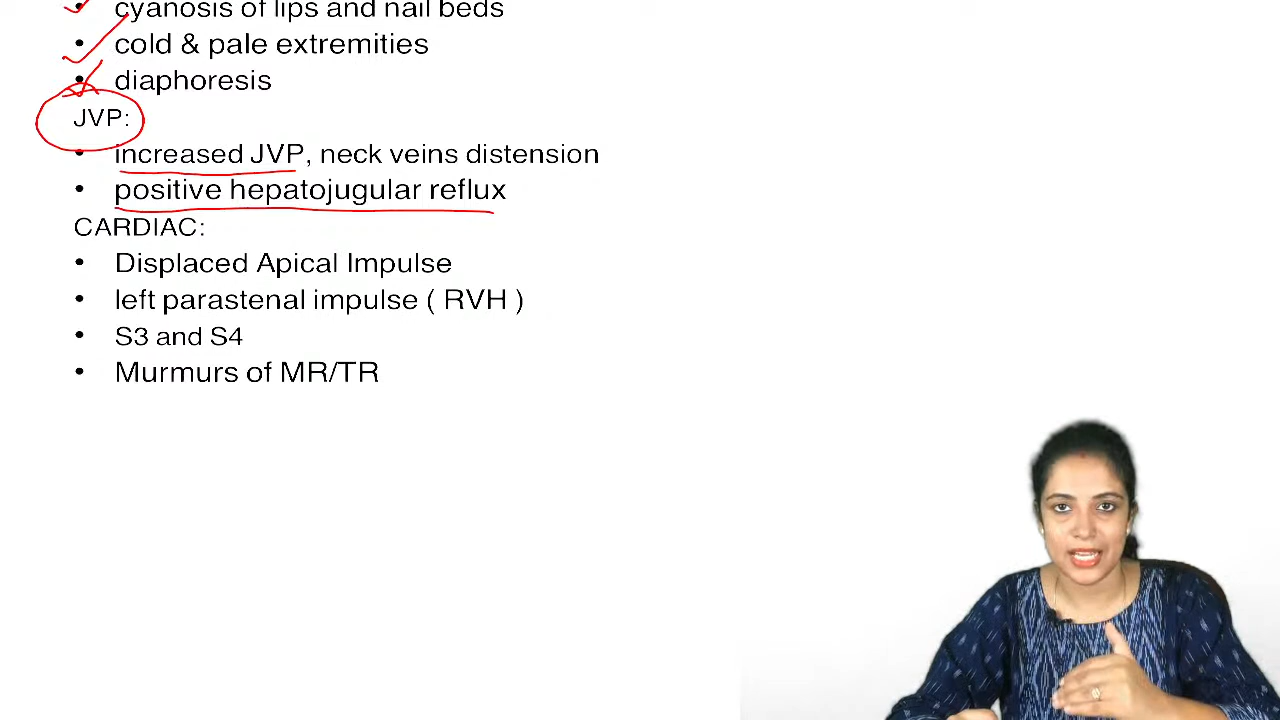 • cyanosis of lips and nail beds
• cold & pale extremities
• diaphoresis
JVP:
• increased JVP, neck veins distension
• positive hepatojugular reflux
CARDIAC:
• Displaced Apical Impulse
• left parastenal impulse ( RVH )
• S3 and S4
• Murmurs of MR/TR